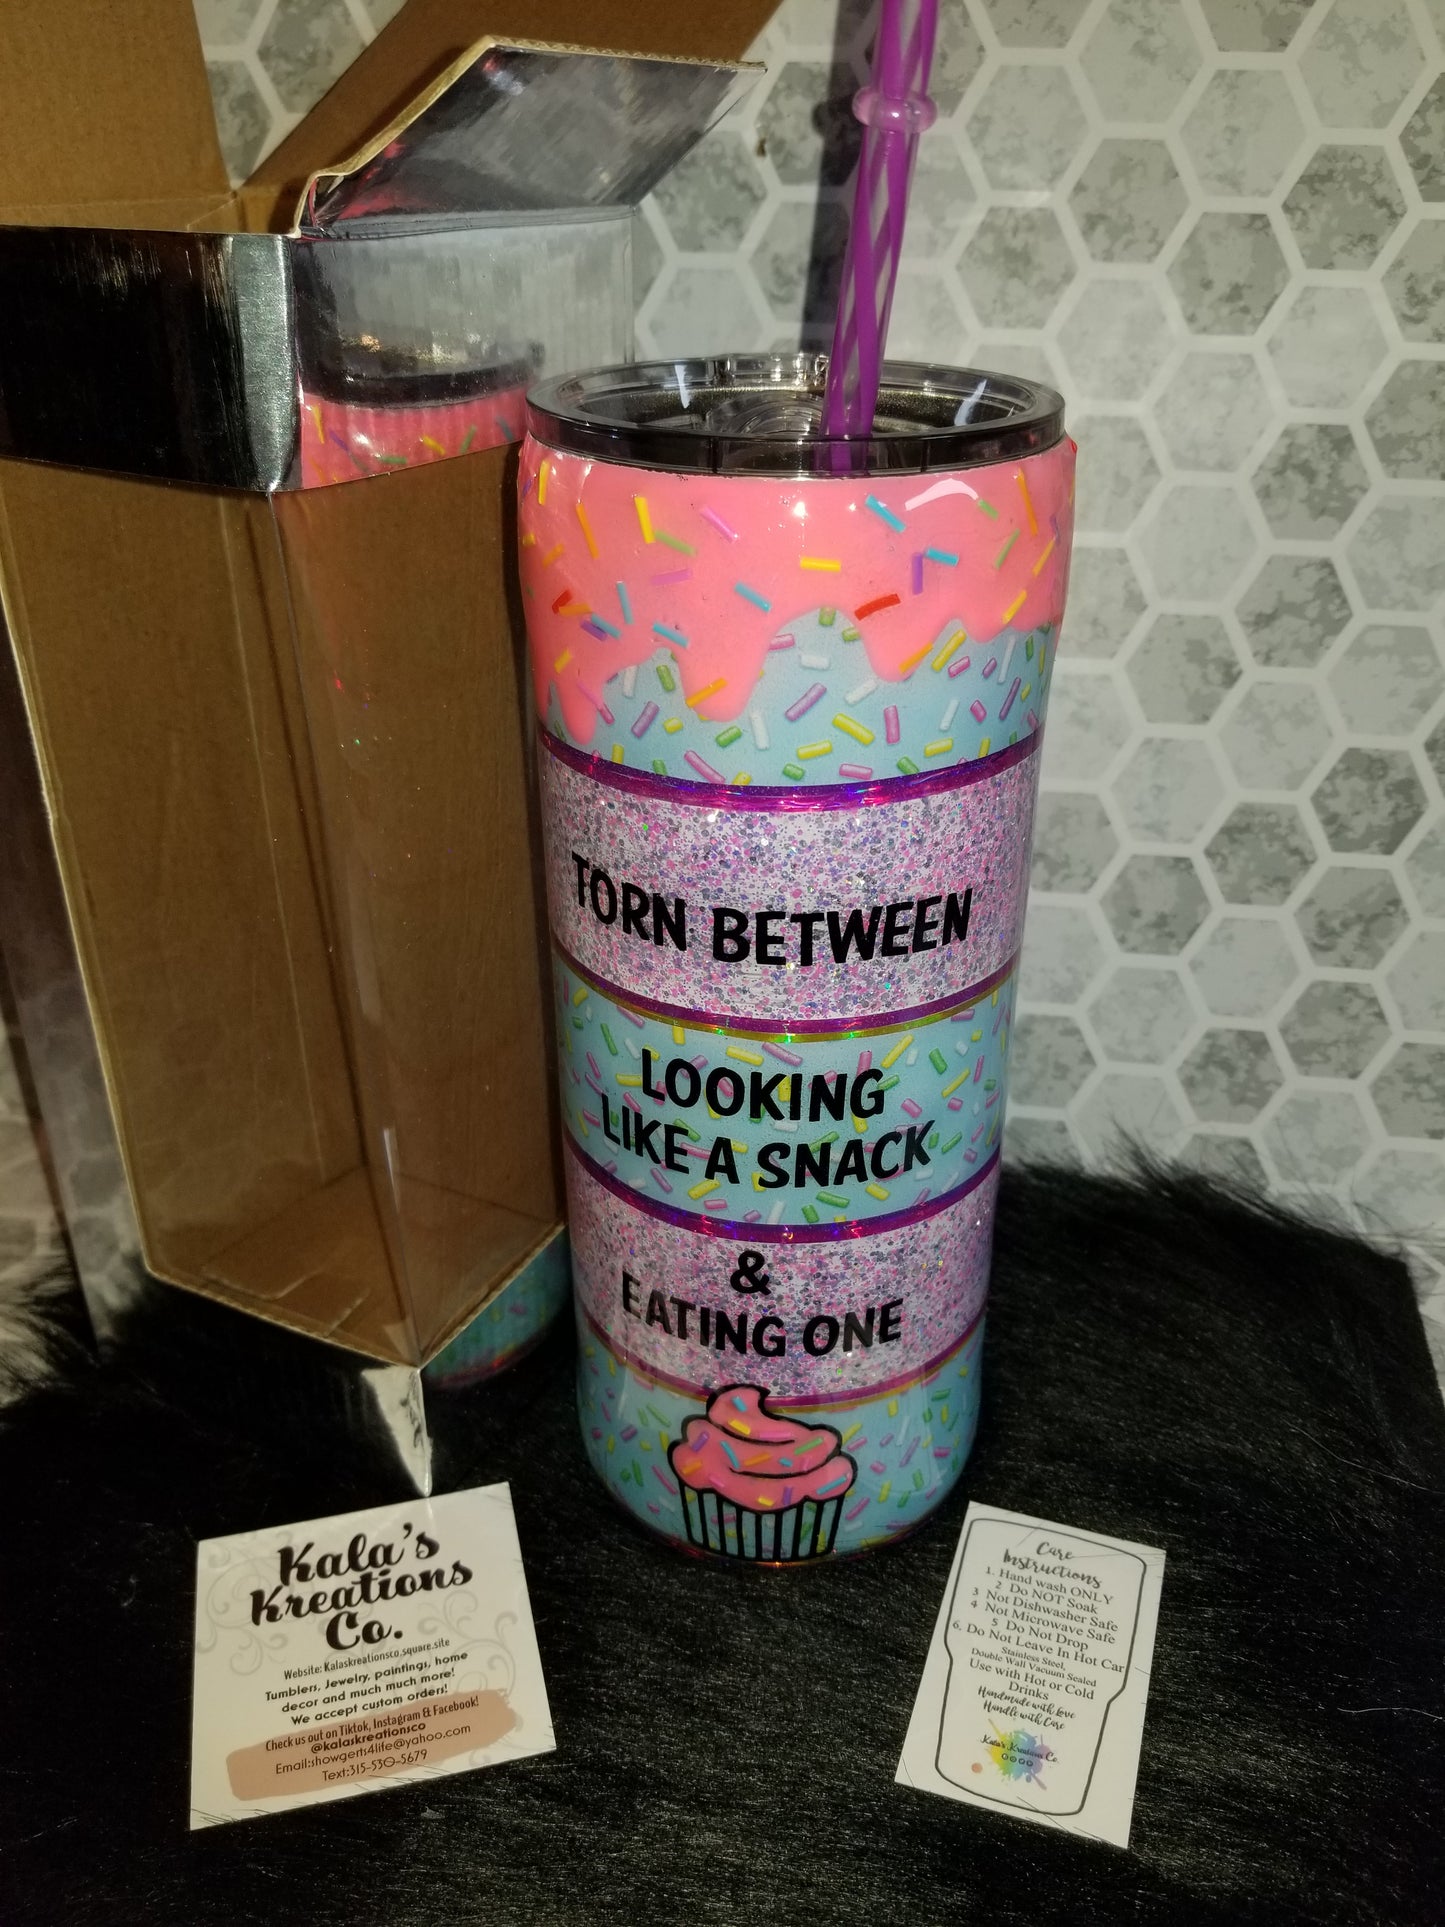 TORN BETWEEN
LOOKING
LIKE A SNACK
&
EATING ONE
Kala's
Kreations
Co.
Website: Kalaskreationsco.square.site
Tumblers, Jewelry, paintings, home
decor and much much more!
We accept custom orders!
Check us out on Tiktok, Instagram & Facebook!
@kalaskreationsco
Email:showgerts4life@yahoo.com
Text:315-530-5679
Care
Instructions
1. Hand wash ONLY
2 Do NOT Soak
3 Not Dishwasher Safe
4 Not Microwave Safe
5 Do Not Drop
6. Do Not Leave In Hot Car
Stainless Steel,
Double Wall Vacuum Sealed
Use with Hot or Cold
Drinks
Handmade with Love
Handle with Care
Kala's Kreations Co.